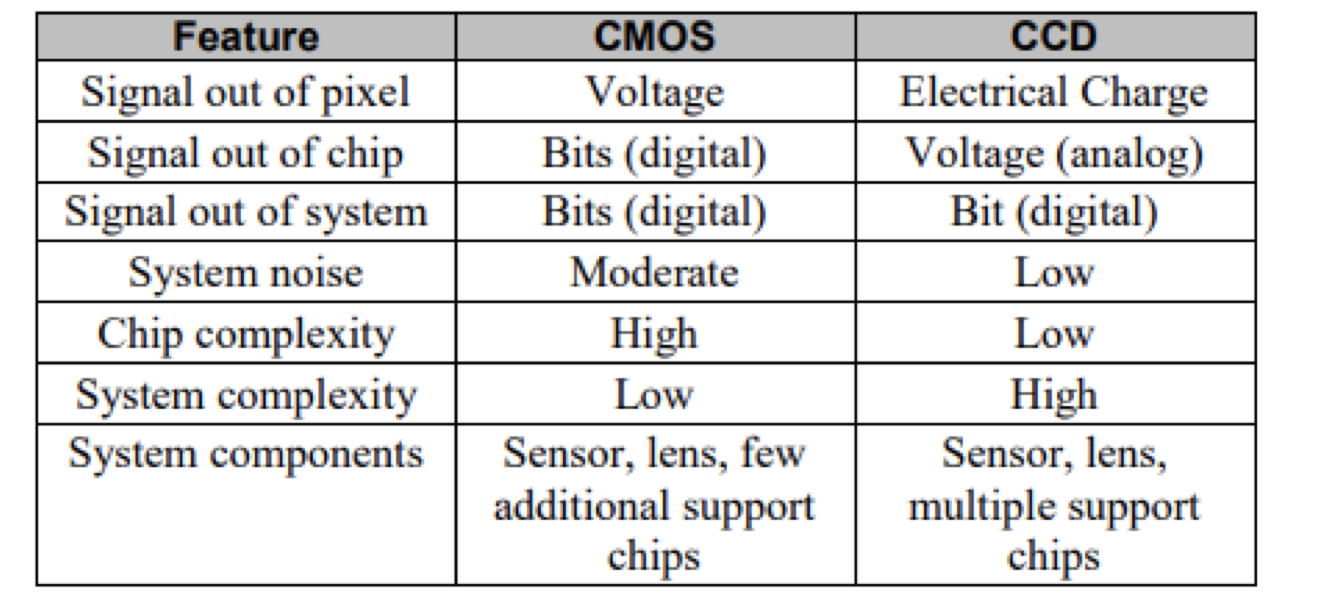 Feature CMOS CCD
Signal out of pixel Voltage Electrical Charge
Signal out of chip Bits (digital) Voltage (analog)
Signal out of system Bits (digital) Bit (digital)
System noise Moderate Low
Chip complexity High Low
System complexity Low High
System components Sensor, lens, few Sensor, lens,
additional support multiple support
chips chips